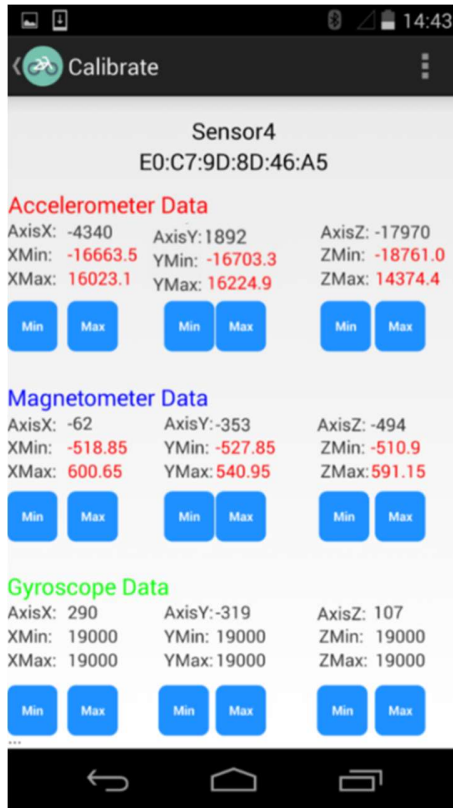 14:43
Calibrate
Sensor4
E0:C7:9D:8D:46:A5
Accelerometer Data
AxisX: -4340 AxisY:1892 AxisZ: -17970
XMin: -16663.5 YMin: -16703.3 ZMin: -18761.0
XMax: 16023.1 YMax: 16224.9 ZMax: 14374.4
Min Max Min Max Min Max
Magnetometer Data
AxisX: -62 AxisY:-353 AxisZ: -494
XMin: -518.85 YMin: -527.85 ZMin: -510.9
XMax: 600.65 YMax: 540.95 ZMax: 591.15
Min Max Min Max Min Max
Gyroscope Data
AxisX: 290 AxisY:-319 AxisZ: 107
XMin: 19000 YMin: 19000 ZMin: 19000
XMax: 19000 YMax: 19000 ZMax: 19000
Min Max Min Max Min Max
...